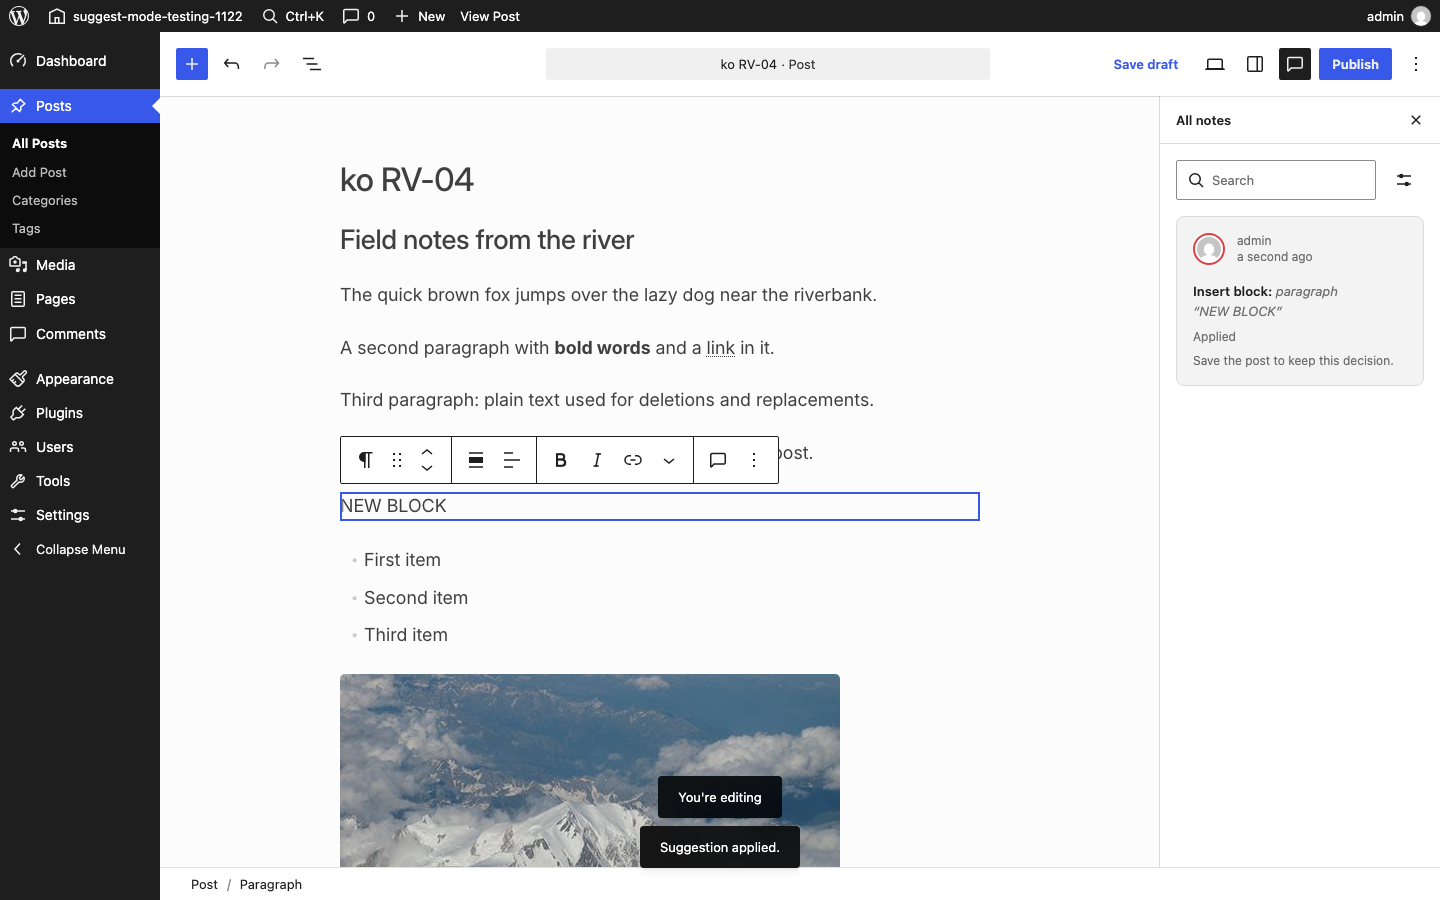 suggest-mode-testing-1122
Ctrl+K
0
New
View Post
admin
Dashboard
Posts
All Posts
Add Post
Categories
Tags
Media
Pages
Comments
Appearance
Plugins
Users
Tools
Settings
Collapse Menu
ko RV-04 · Post
Save draft
Publish
ko RV-04
Field notes from the river
The quick brown fox jumps over the lazy dog near the riverbank.
A second paragraph with bold words and a link in it.
Third paragraph: plain text used for deletions and replacements.
post.
B I
NEW BLOCK
First item
Second item
Third item
You're editing
Suggestion applied.
Post / Paragraph
All notes
Search
admin
a second ago
Insert block: paragraph
“NEW BLOCK”
Applied
Save the post to keep this decision.